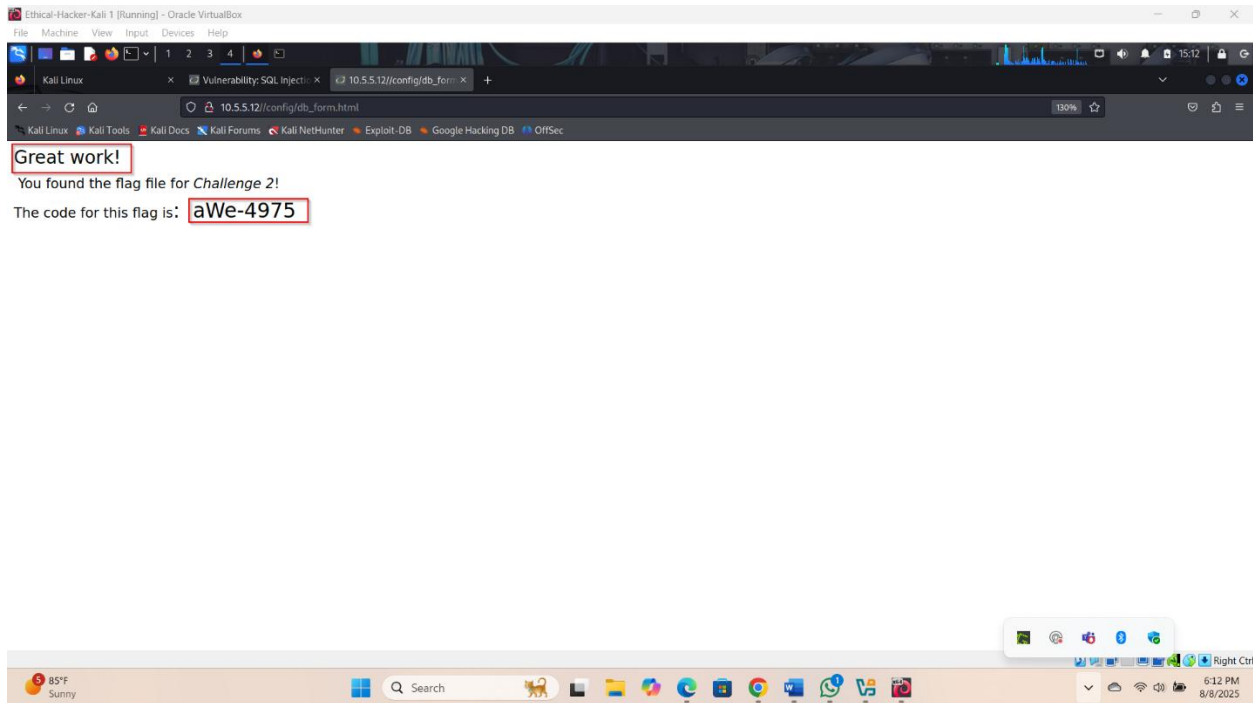 Ethical-Hacker-Kali 1 [Running] - Oracle VirtualBox
File Machine View Input Devices Help
1 2 3 4 15:12
Kali Linux Vulnerability: SQL Injectio 10.5.5.12//config/db_form
10.5.5.12//config/db_form.html 130%
Kali Linux Kali Tools Kali Docs Kali Forums Kali NetHunter Exploit-DB Google Hacking DB OffSec
Great work!
You found the flag file for Challenge 2!
The code for this flag is: aWe-4975
Right Ctrl
5 85°F Search 1 6:12 PM
Sunny 8/8/2025